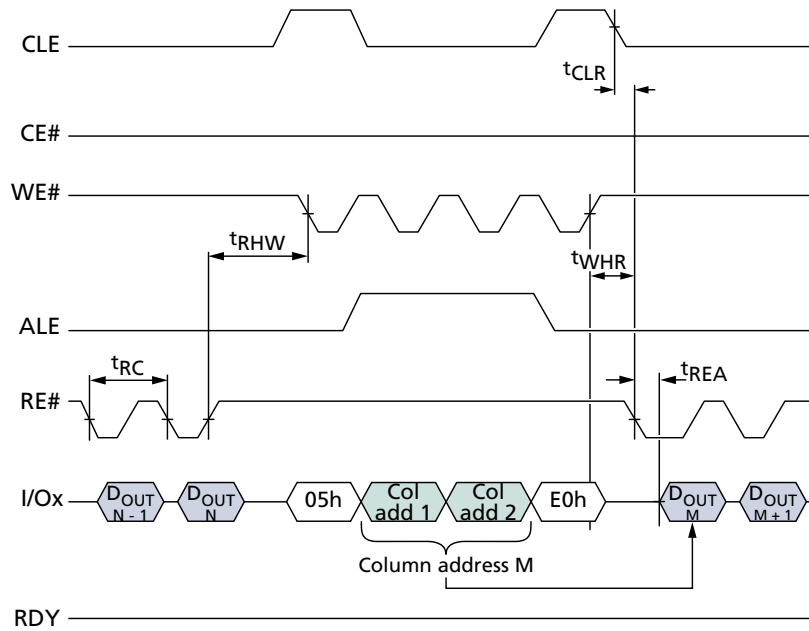 CLE
tCLR
CE#
WE#
tRHW
tWHR
ALE
tRC
tREA
RE#
I/Ox
DOUT
N - 1
DOUT
N
05h
Col
add 1
Col
add 2
E0h
DOUT
M
DOUT
M + 1
Column address M
RDY